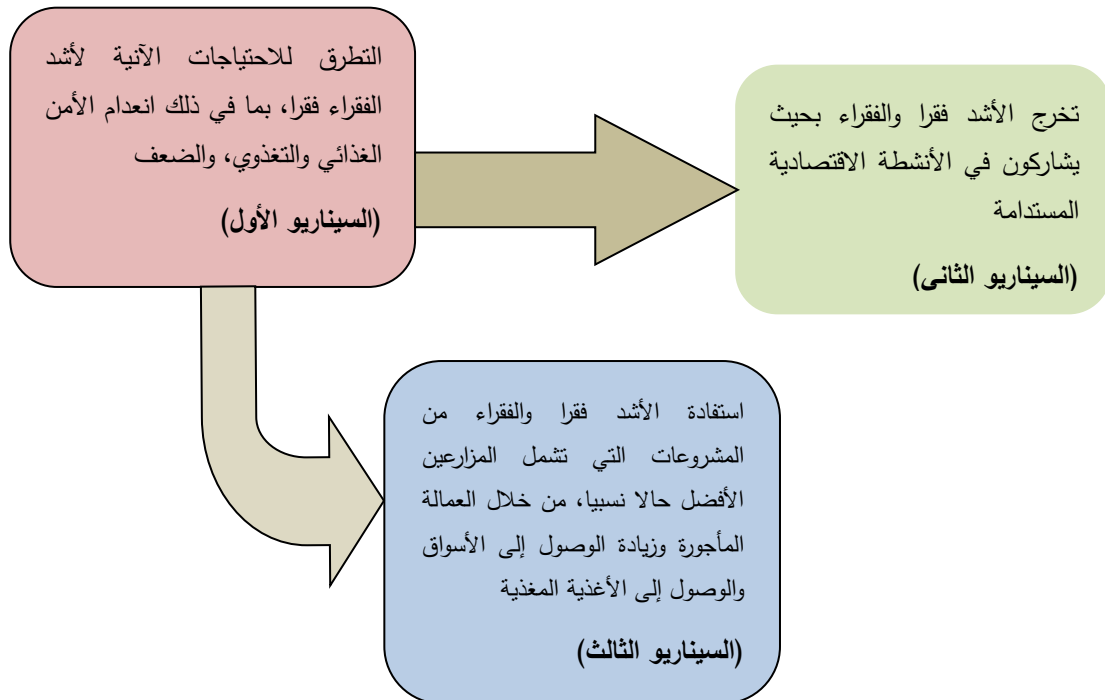 التطرق للاحتياجات الآنية لأشد
الفقراء فقرا، بما في ذلك انعدام الأمن
الغذائي والتغذوي، والضعف
(السيناريو الأول)
تخرج الأشد فقرا والفقراء بحيث
يشاركون في الأنشطة الاقتصادية
المستدامة
(السيناريو الثانى)
استفادة الأشد فقرا والفقراء من
المشروعات التي تشمل المزارعين
الأفضل حالا نسبيا، من خلال العمالة
المأجورة وزيادة الوصول إلى الأسواق
والوصول إلى الأغذية المغذية
(السيناريو الثالث)